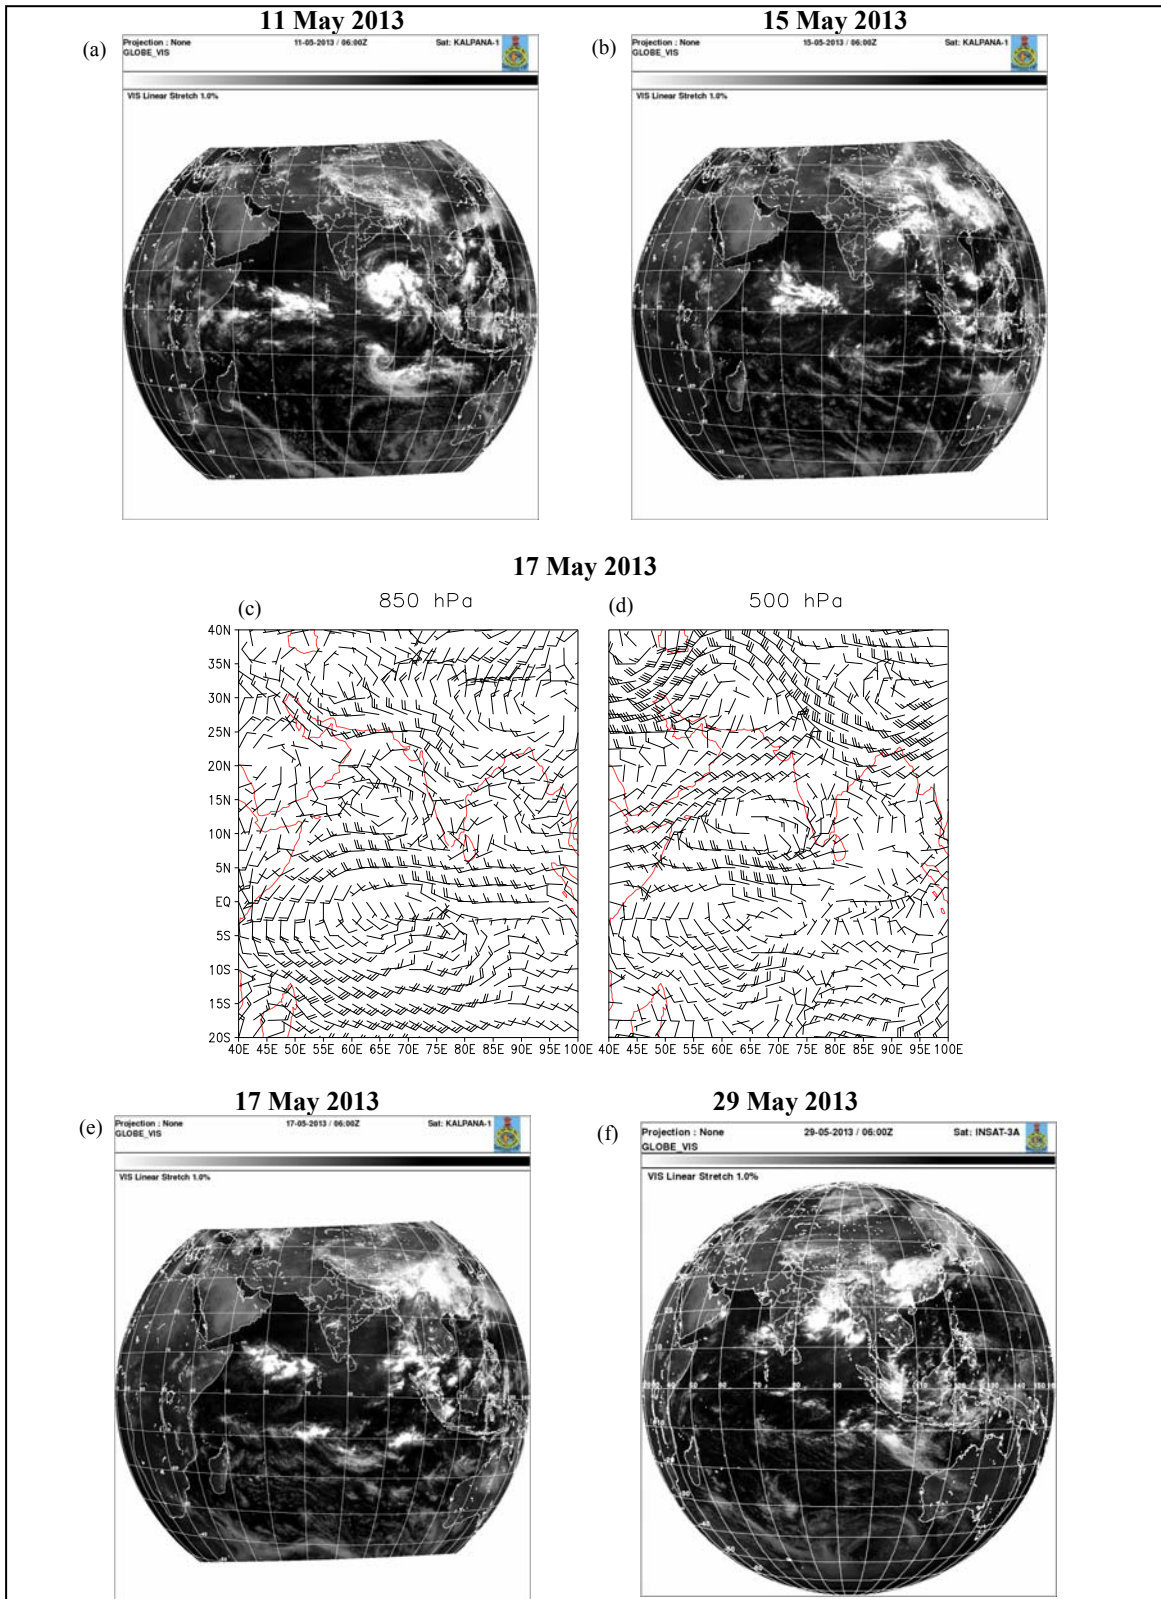 11 May 2013
15 May 2013
(a)
Projection : None 11-05-2013 / 06:00Z Sat: KALPANA-1
GLOBE_VIS
VIS Linear Stretch 1.0%
(b)
Projection : None 15-05-2013 / 06:00Z Sat: KALPANA-1
GLOBE_VIS
VIS Linear Stretch 1.0%
17 May 2013
(c)
850 hPa
(d)
500 hPa
40N
35N
30N
25N
20N
15N
10N
5N
EQ
5S
10S
15S
20S
40E 45E 50E 55E 60E 65E 70E 75E 80E 85E 90E 95E 100E
40E 45E 50E 55E 60E 65E 70E 75E 80E 85E 90E 95E 100E
17 May 2013
29 May 2013
(e)
Projection : None 17-05-2013 / 06:00Z Sat: KALPANA-1
GLOBE_VIS
VIS Linear Stretch 1.0%
(f)
Projection : None 29-05-2013 / 06:00Z Sat: INSAT-3A
GLOBE_VIS
VIS Linear Stretch 1.0%